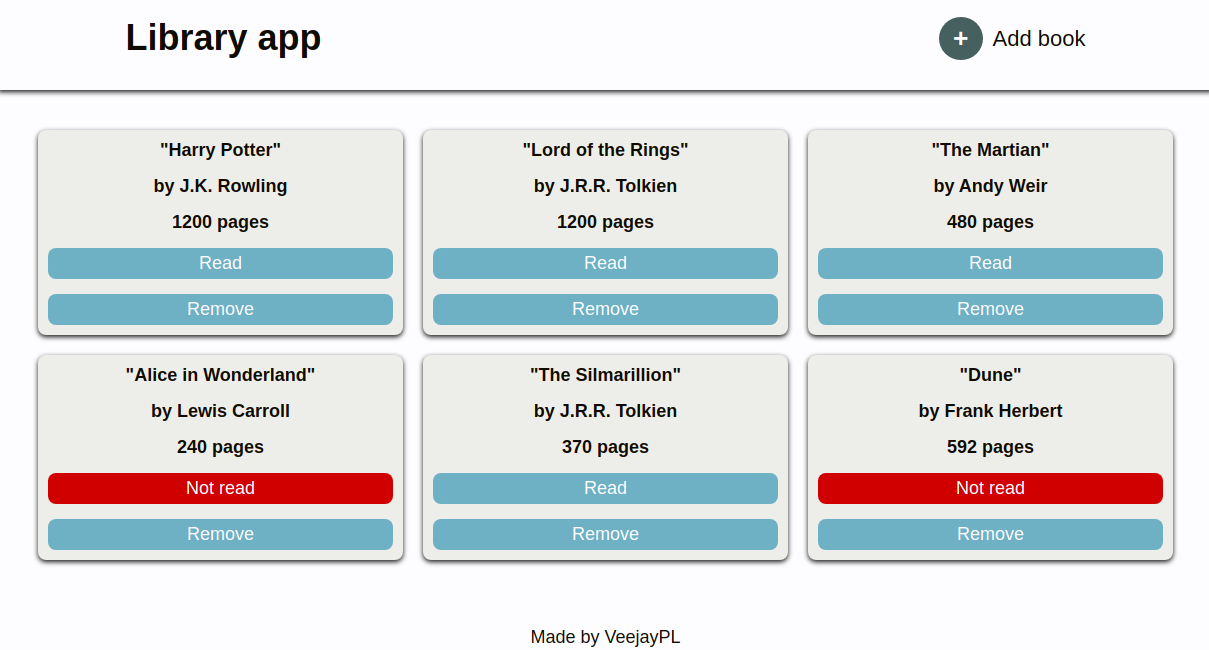 Library app
+ Add book
"Harry Potter"
by J.K. Rowling
1200 pages
Read
Remove
"Lord of the Rings"
by J.R.R. Tolkien
1200 pages
Read
Remove
"The Martian"
by Andy Weir
480 pages
Read
Remove
"Alice in Wonderland"
by Lewis Carroll
240 pages
Not read
Remove
"The Silmarillion"
by J.R.R. Tolkien
370 pages
Read
Remove
"Dune"
by Frank Herbert
592 pages
Not read
Remove
Made by VeejayPL